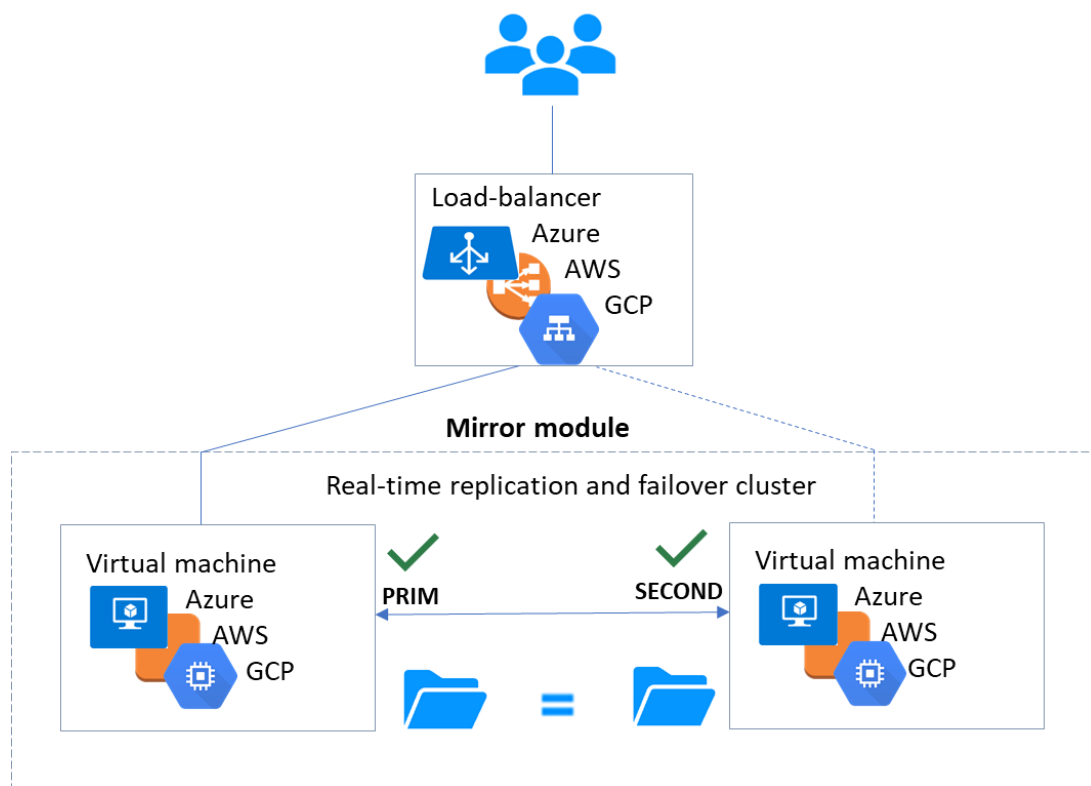 Load-balancer
Azure
AWS
GCP
Mirror module
Real-time replication and failover cluster
Virtual machine
Azure
AWS
GCP
PRIM
SECOND
Virtual machine
Azure
AWS
GCP
=